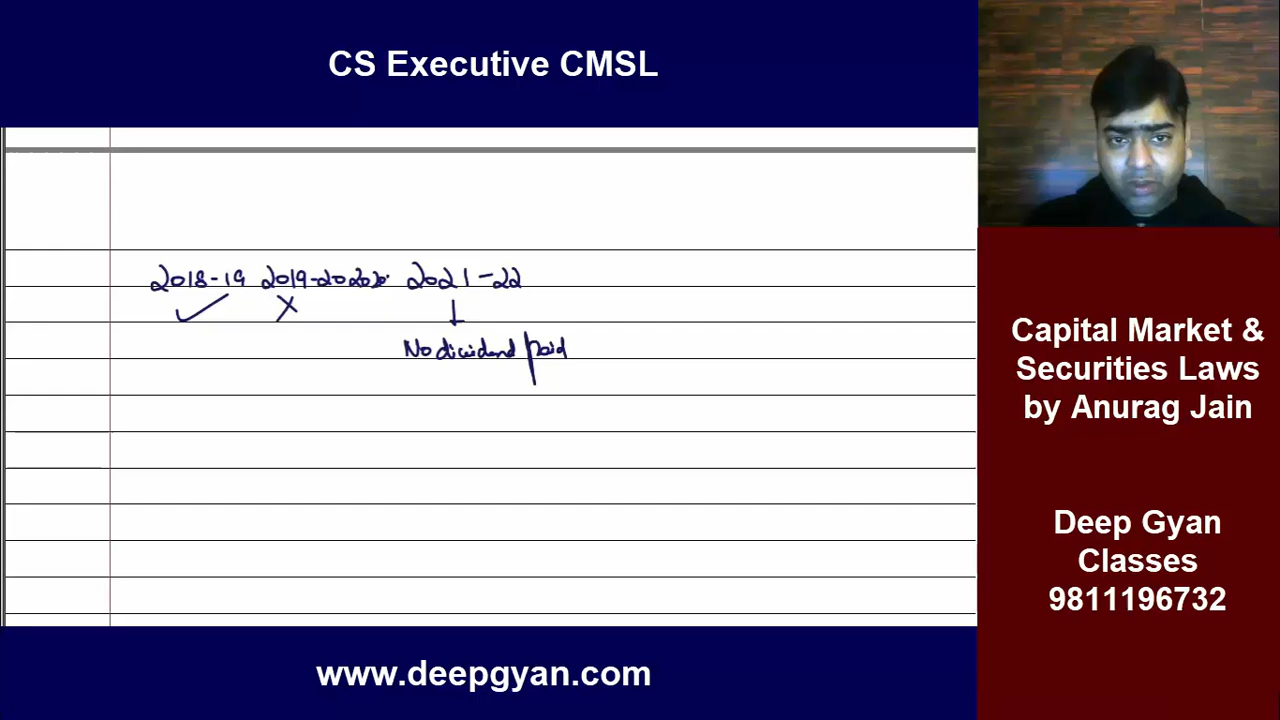 CS Executive CMSL
2018-19 2019-20 2020- 2021-22
No dividend paid
Capital Market &
Securities Laws
by Anurag Jain
Deep Gyan
Classes
9811196732
www.deepgyan.com